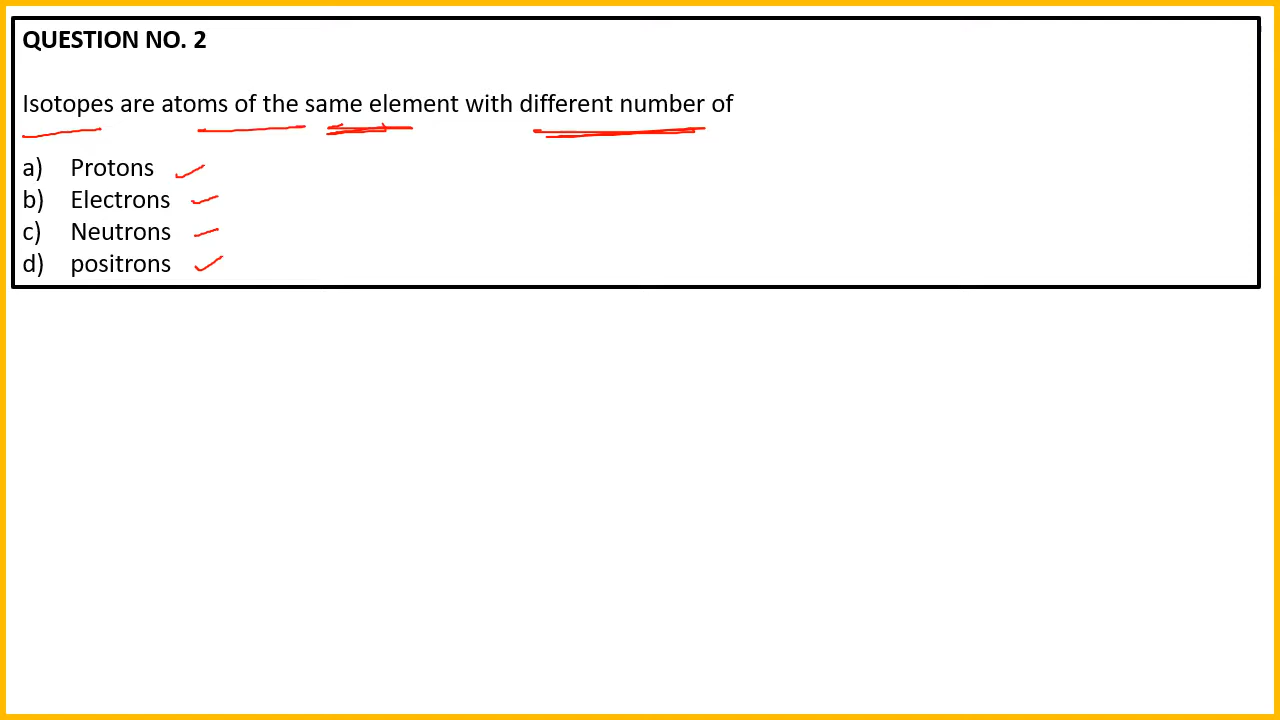 QUESTION NO. 2
Isotopes are atoms of the same element with different number of
a) Protons
b) Electrons
c) Neutrons
d) positrons